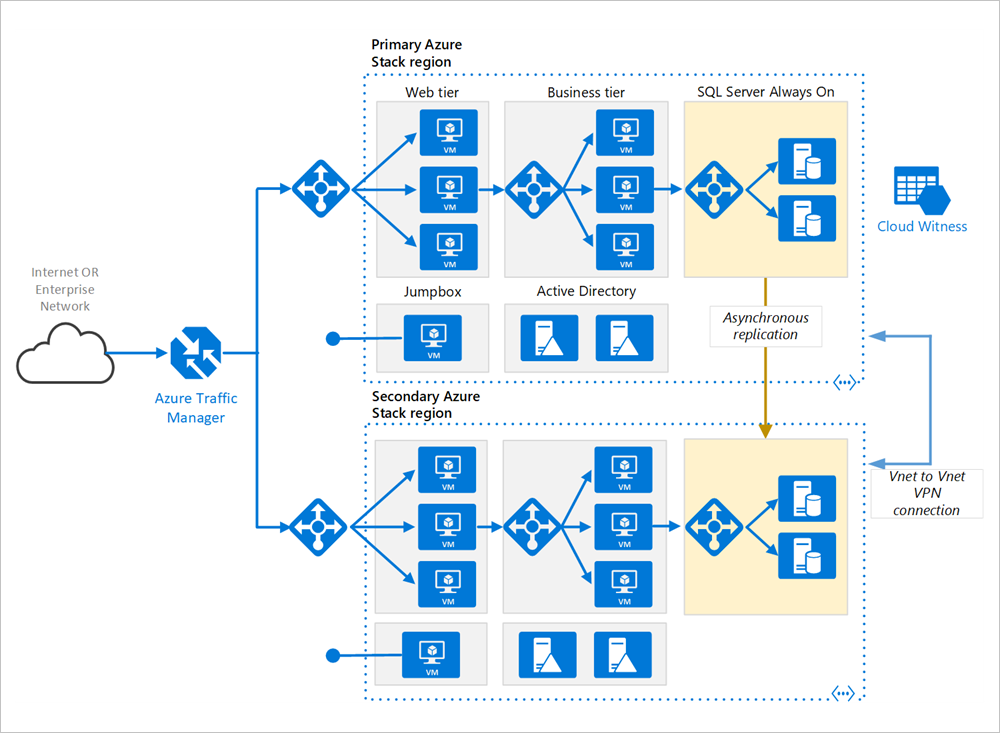 Primary Azure
Stack region
Web tier
Business tier
SQL Server Always On
VM
VM
VM
VM
VM
VM
Cloud Witness
Internet OR
Enterprise
Network
Azure Traffic
Manager
Jumpbox
Active Directory
VM
Asynchronous
replication
Secondary Azure
Stack region
VM
VM
VM
VM
VM
VM
Vnet to Vnet
VPN
connection
VM